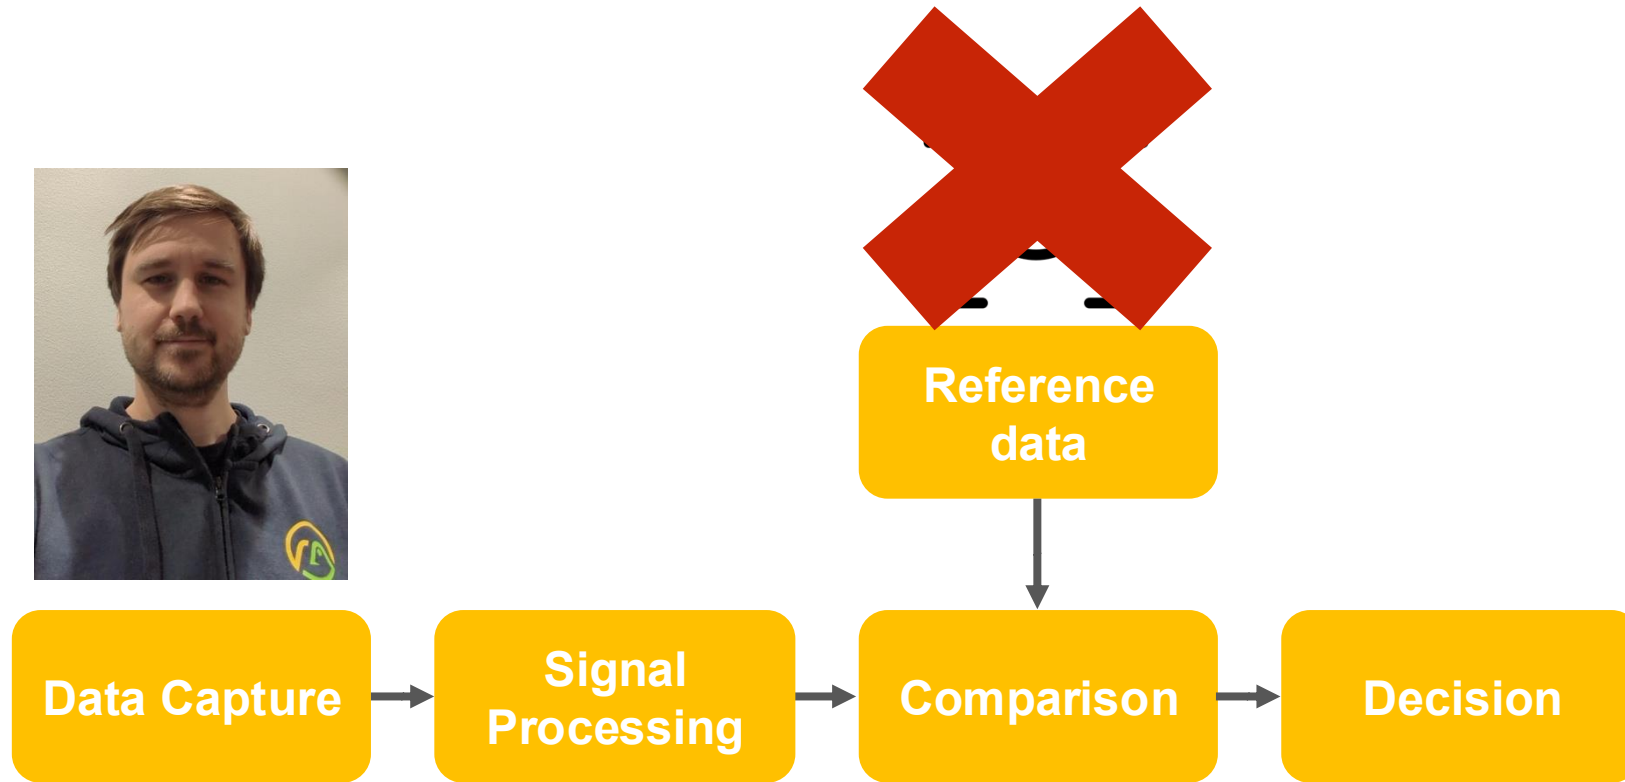 Reference
data
Data Capture
Signal
Processing
Comparison
Decision